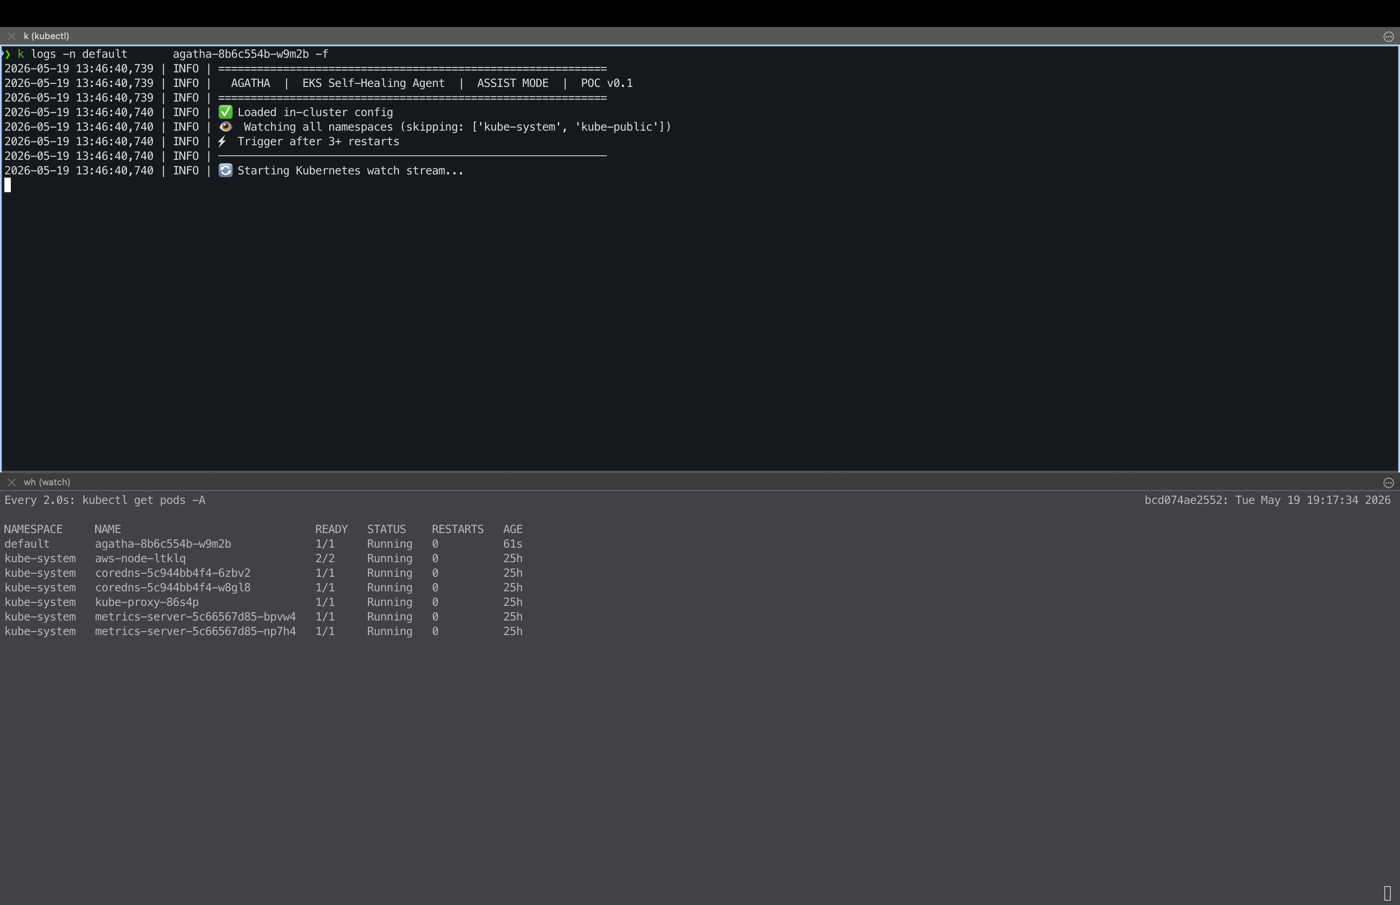 k (kubectl)
❯ k logs -n default       agatha-8b6c554b-w9m2b -f
2026-05-19 13:46:40,739 | INFO | ============================================================
2026-05-19 13:46:40,739 | INFO |   AGATHA  |  EKS Self-Healing Agent  |  ASSIST MODE  |  POC v0.1
2026-05-19 13:46:40,739 | INFO | ============================================================
2026-05-19 13:46:40,740 | INFO | ✅ Loaded in-cluster config
2026-05-19 13:46:40,740 | INFO | 👁️  Watching all namespaces (skipping: ['kube-system', 'kube-public'])
2026-05-19 13:46:40,740 | INFO | ⚡ Trigger after 3+ restarts
2026-05-19 13:46:40,740 | INFO | ────────────────────────────────────────────────────────────
2026-05-19 13:46:40,740 | INFO | 🔄 Starting Kubernetes watch stream...
wh (watch)
Every 2.0s: kubectl get pods -A                    bcd074ae2552: Tue May 19 19:17:34 2026
NAMESPACE     NAME                              READY   STATUS    RESTARTS   AGE
default       agatha-8b6c554b-w9m2b             1/1     Running   0          61s
kube-system   aws-node-ltklq                    2/2     Running   0          25h
kube-system   coredns-5c944bb4f4-6zbv2          1/1     Running   0          25h
kube-system   coredns-5c944bb4f4-w8gl8          1/1     Running   0          25h
kube-system   kube-proxy-86s4p                  1/1     Running   0          25h
kube-system   metrics-server-5c66567d85-bpvw4   1/1     Running   0          25h
kube-system   metrics-server-5c66567d85-np7h4   1/1     Running   0          25h